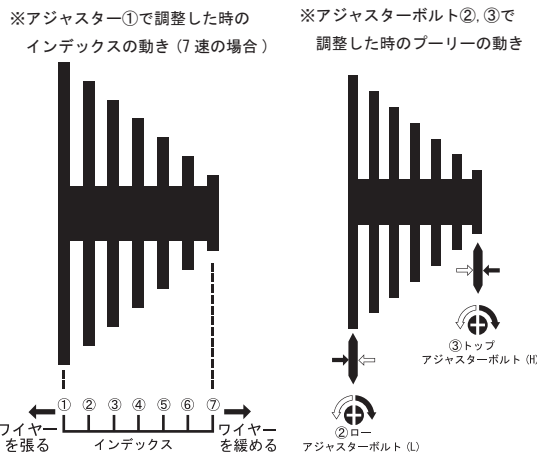 ※アジャスター①で調整した時の
インデックスの動き(7速の場合)
※アジャスターボルト②,③で
調整した時のプーリーの動き
③トップ
アジャスターボルト(H)
① ② ③ ④ ⑤ ⑥ ⑦
ワイヤー
を張る
インデックス
ワイヤー
を緩める
②ロー
アジャスターボルト(L)